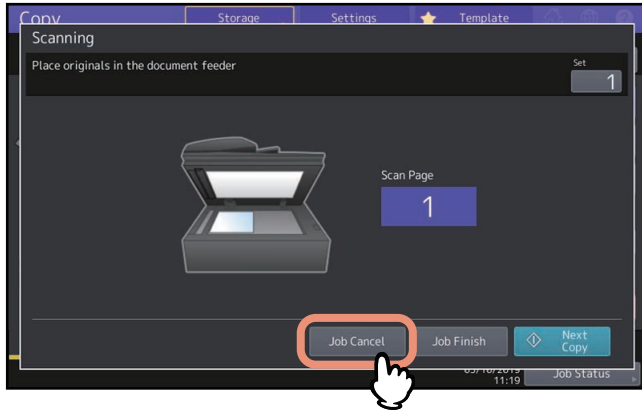 Copy Storage Settings Template
Scanning
Place originals in the document feeder
Set
1
Scan Page
1
Job Cancel Job Finish Next Copy
11:19 Job Status